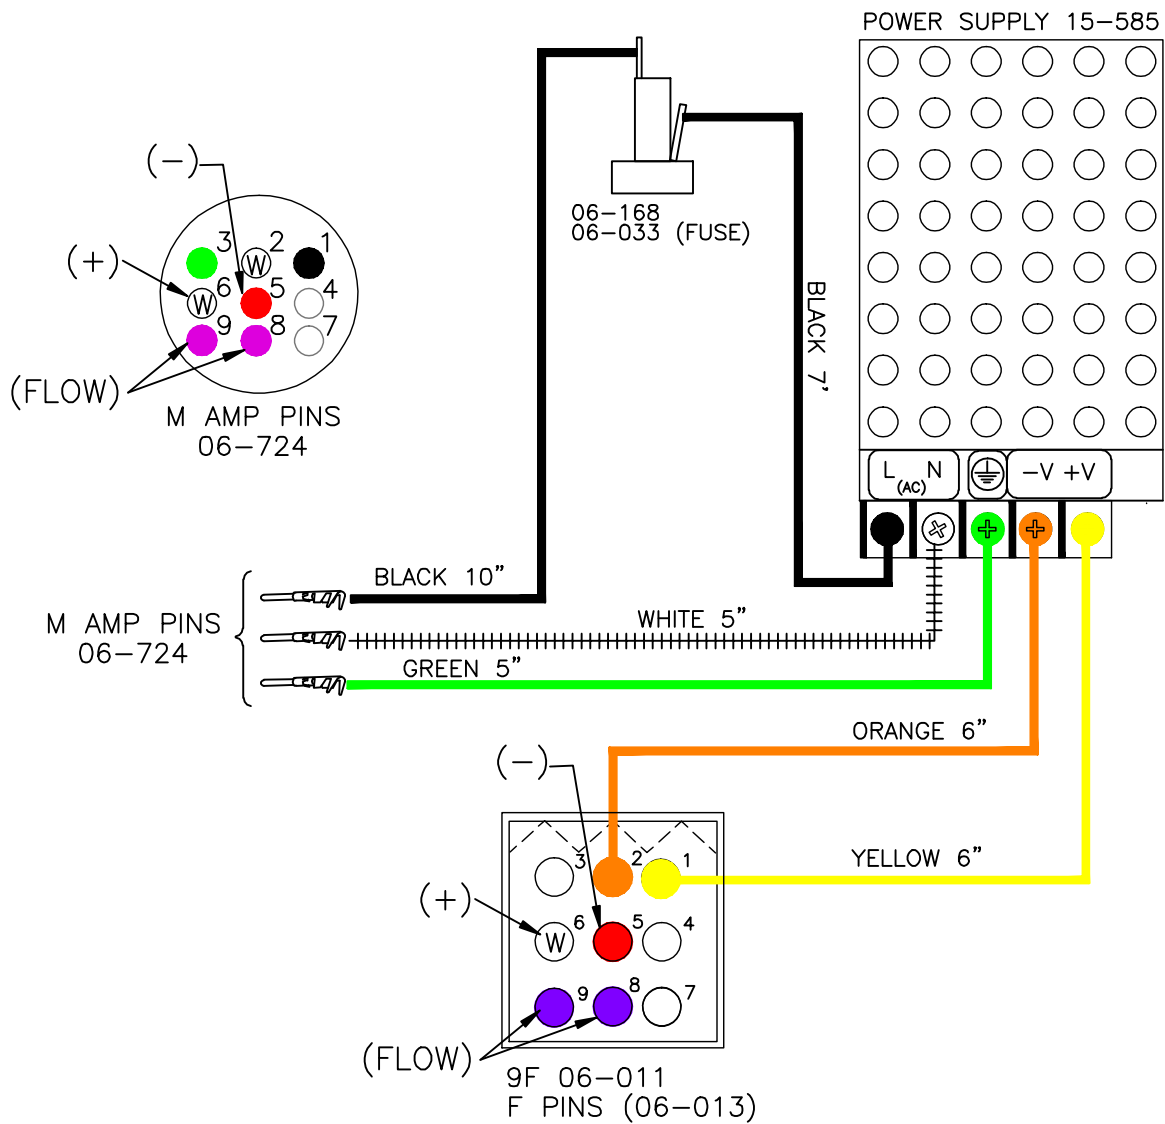 POWER SUPPLY 15-585
(-)
06-168
06-033 (FUSE)
3 2 1
W
(+)
6 5 4
W
9 8 7
(FLOW)
M AMP PINS
06-724
BLACK 7'
L N
(AC)
-V +V
BLACK 10"
M AMP PINS
06-724
WHITE 5"
GREEN 5"
ORANGE 6"
(-)
YELLOW 6"
3 2 1
(+)
6 5 4
W
9 8 7
(FLOW)
9F 06-011
F PINS (06-013)